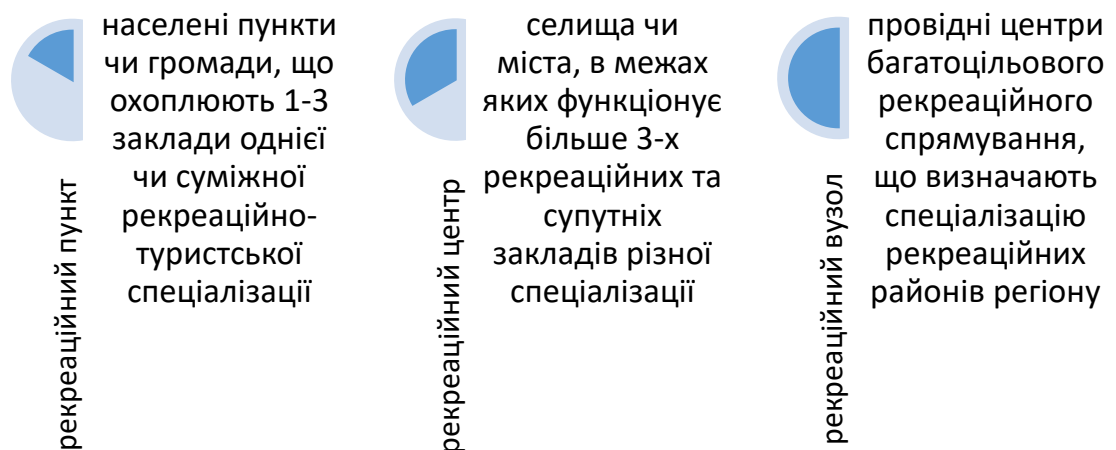 населені пункти
чи громади, що
охоплюють 1-3
заклади однієї
чи суміжної
рекреаційно-
туристської
спеціалізації
рекреаційний пункт
селища чи
міста, в межах
яких функціонує
більше 3-х
рекреаційних та
супутніх
закладів різної
спеціалізації
рекреаційний центр
провідні центри
багатоцільового
рекреаційного
спрямування,
що визначають
спеціалізацію
рекреаційних
районів регіону
рекреаційний вузол